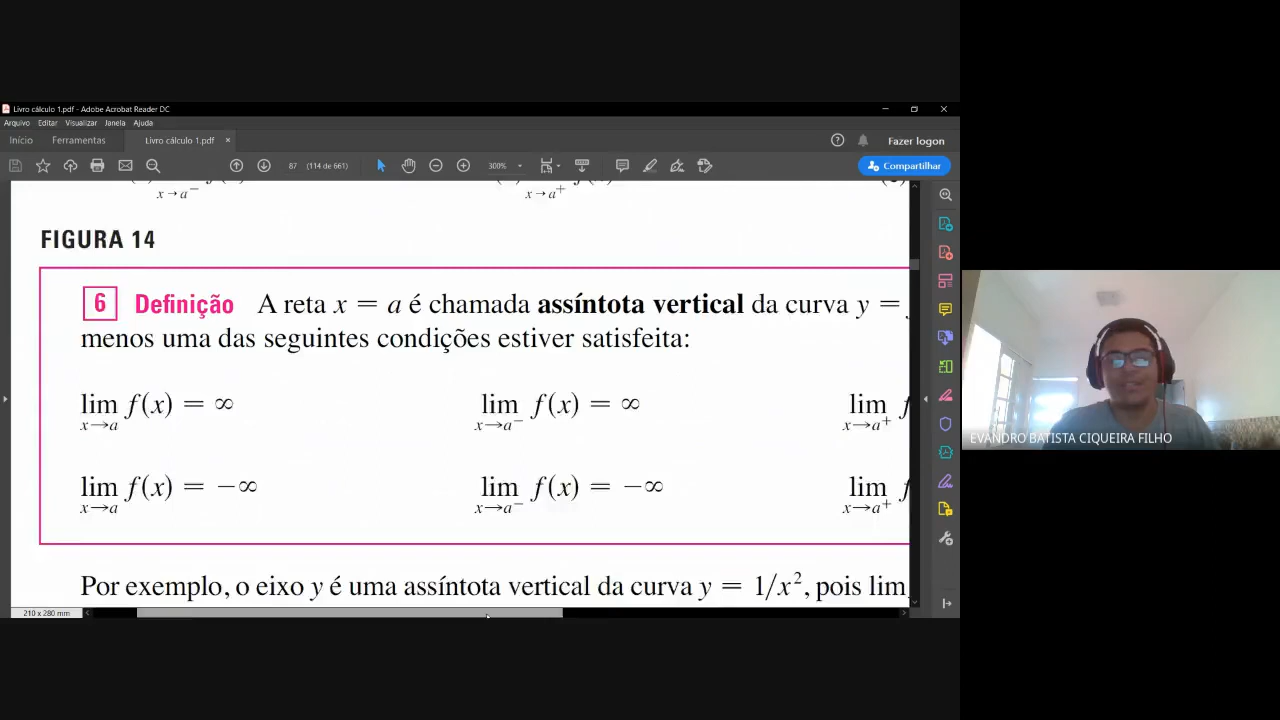 Livro cálculo 1.pdf - Adobe Acrobat Reader DC
Arquivo Editar Visualizar Janela Ajuda
Início Ferramentas Livro cálculo 1.pdf × Fazer logon
87 (114 de 661) 300% Compartilhar
x→a⁻ x→a⁺
FIGURA 14
6 Definição A reta x = a é chamada assíntota vertical da curva y =
menos uma das seguintes condições estiver satisfeita:
lim f(x) = ∞ lim f(x) = ∞ lim f
x→a x→a⁻ x→a⁺
lim f(x) = −∞ lim f(x) = −∞ lim f
x→a x→a⁻ x→a⁺
Por exemplo, o eixo y é uma assíntota vertical da curva y = 1/x², pois lim
210 x 280 mm
EVANDRO BATISTA CIQUEIRA FILHO